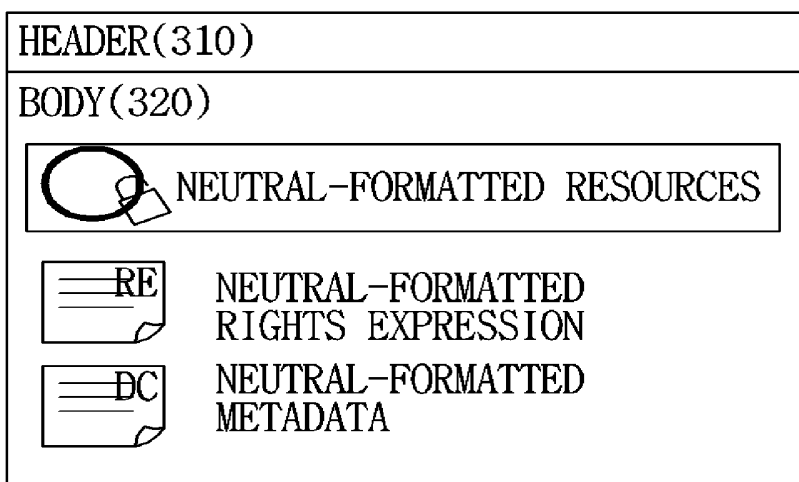 HEADER(310)
BODY(320)
NEUTRAL-FORMATTED RESOURCES
RE
NEUTRAL-FORMATTED
RIGHTS EXPRESSION
DC
NEUTRAL-FORMATTED
METADATA